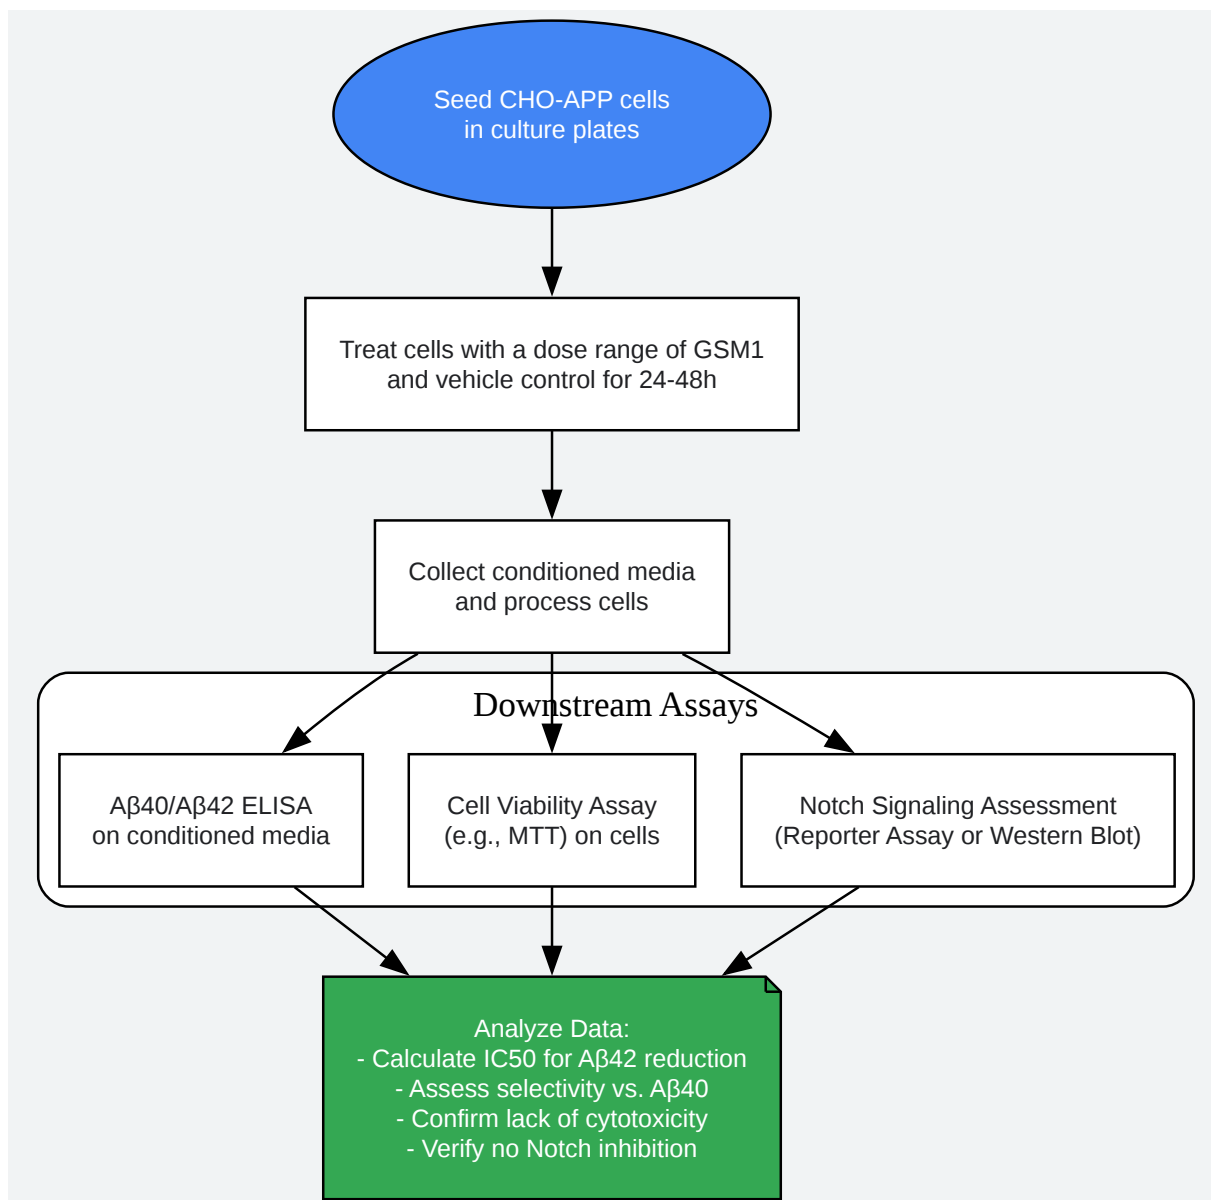 Seed CHO-APP cells
in culture plates
Treat cells with a dose range of GSM1
and vehicle control for 24-48h
Collect conditioned media
and process cells
Downstream Assays
Aβ40/Aβ42 ELISA
on conditioned media
Cell Viability Assay
(e.g., MTT) on cells
Notch Signaling Assessment
(Reporter Assay or Western Blot)
Analyze Data:
- Calculate IC50 for Aβ42 reduction
- Assess selectivity vs. Aβ40
- Confirm lack of cytotoxicity
- Verify no Notch inhibition